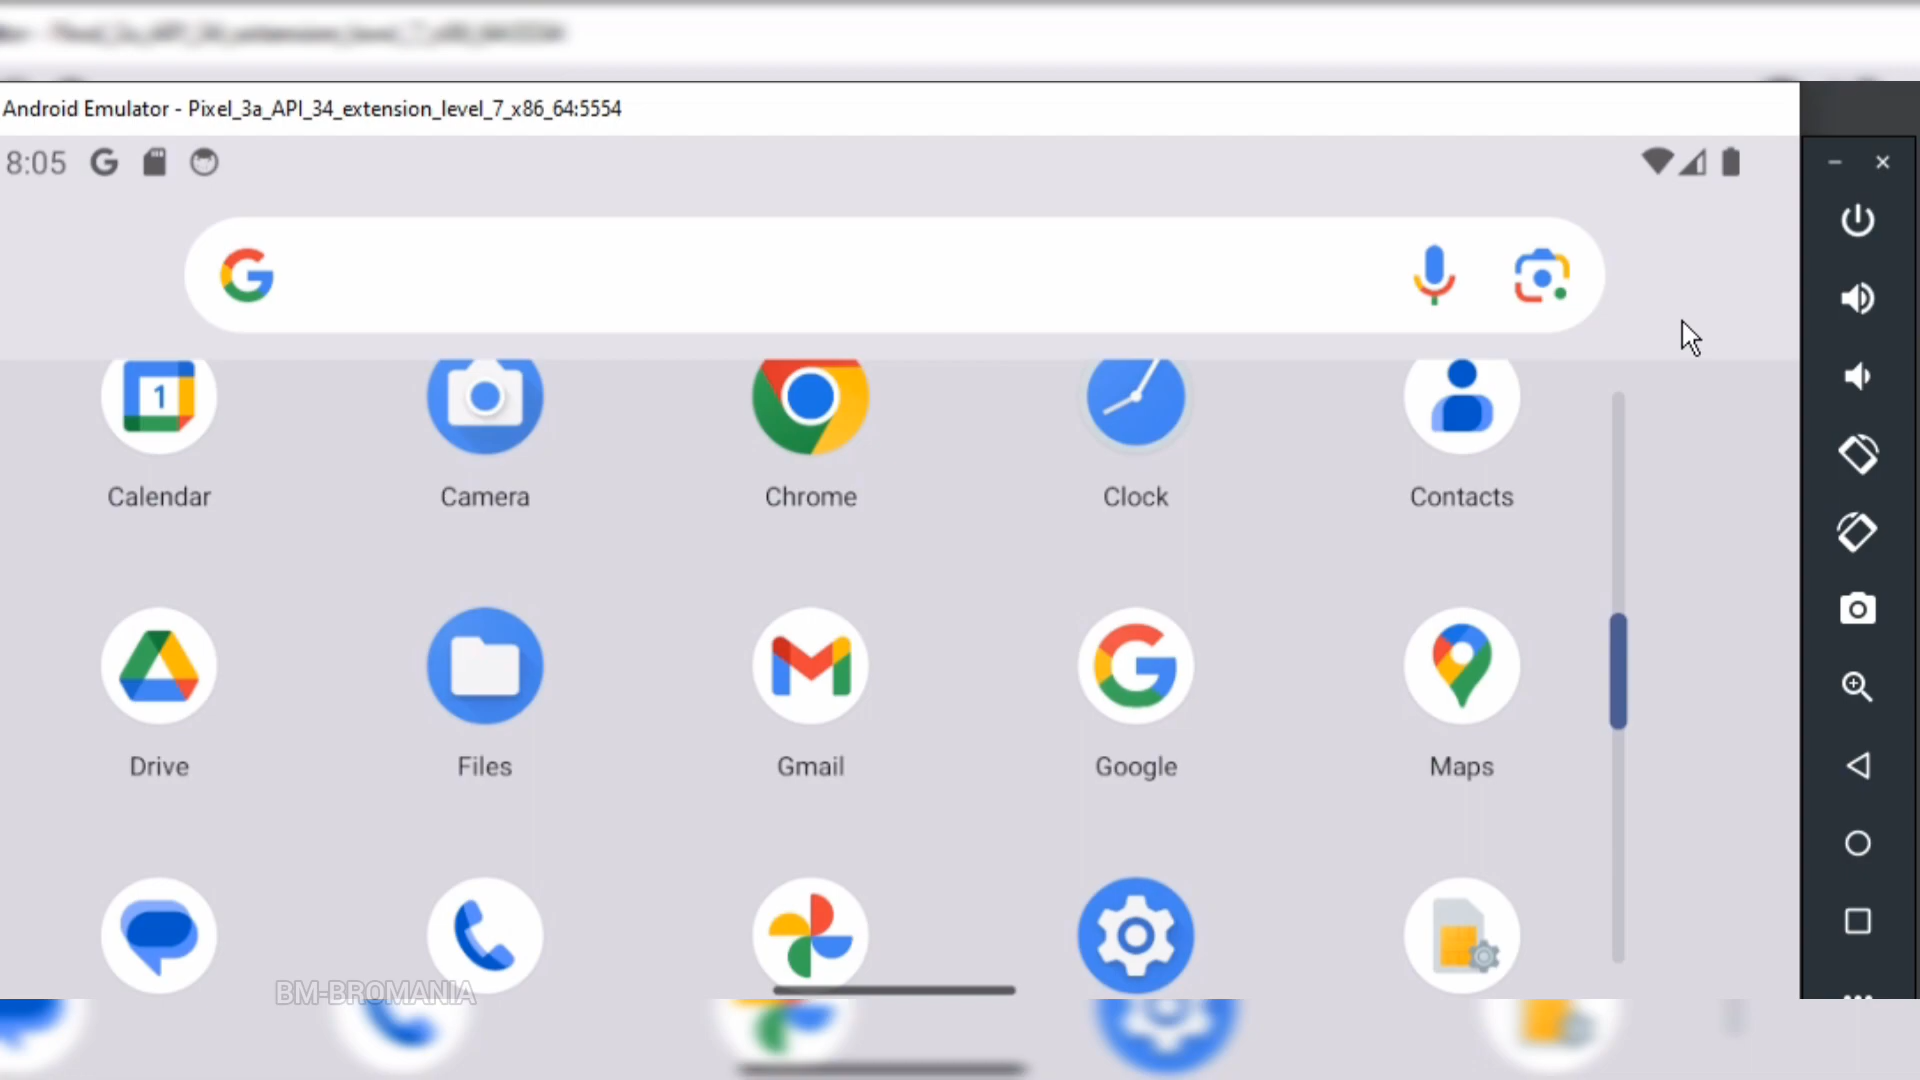 Android Emulator - Pixel_3a_API_34_extension_level_7_x86_64:5554
8:05
Calendar Camera Chrome Clock Contacts
Drive Files Gmail Google Maps
BM-BROMANIA